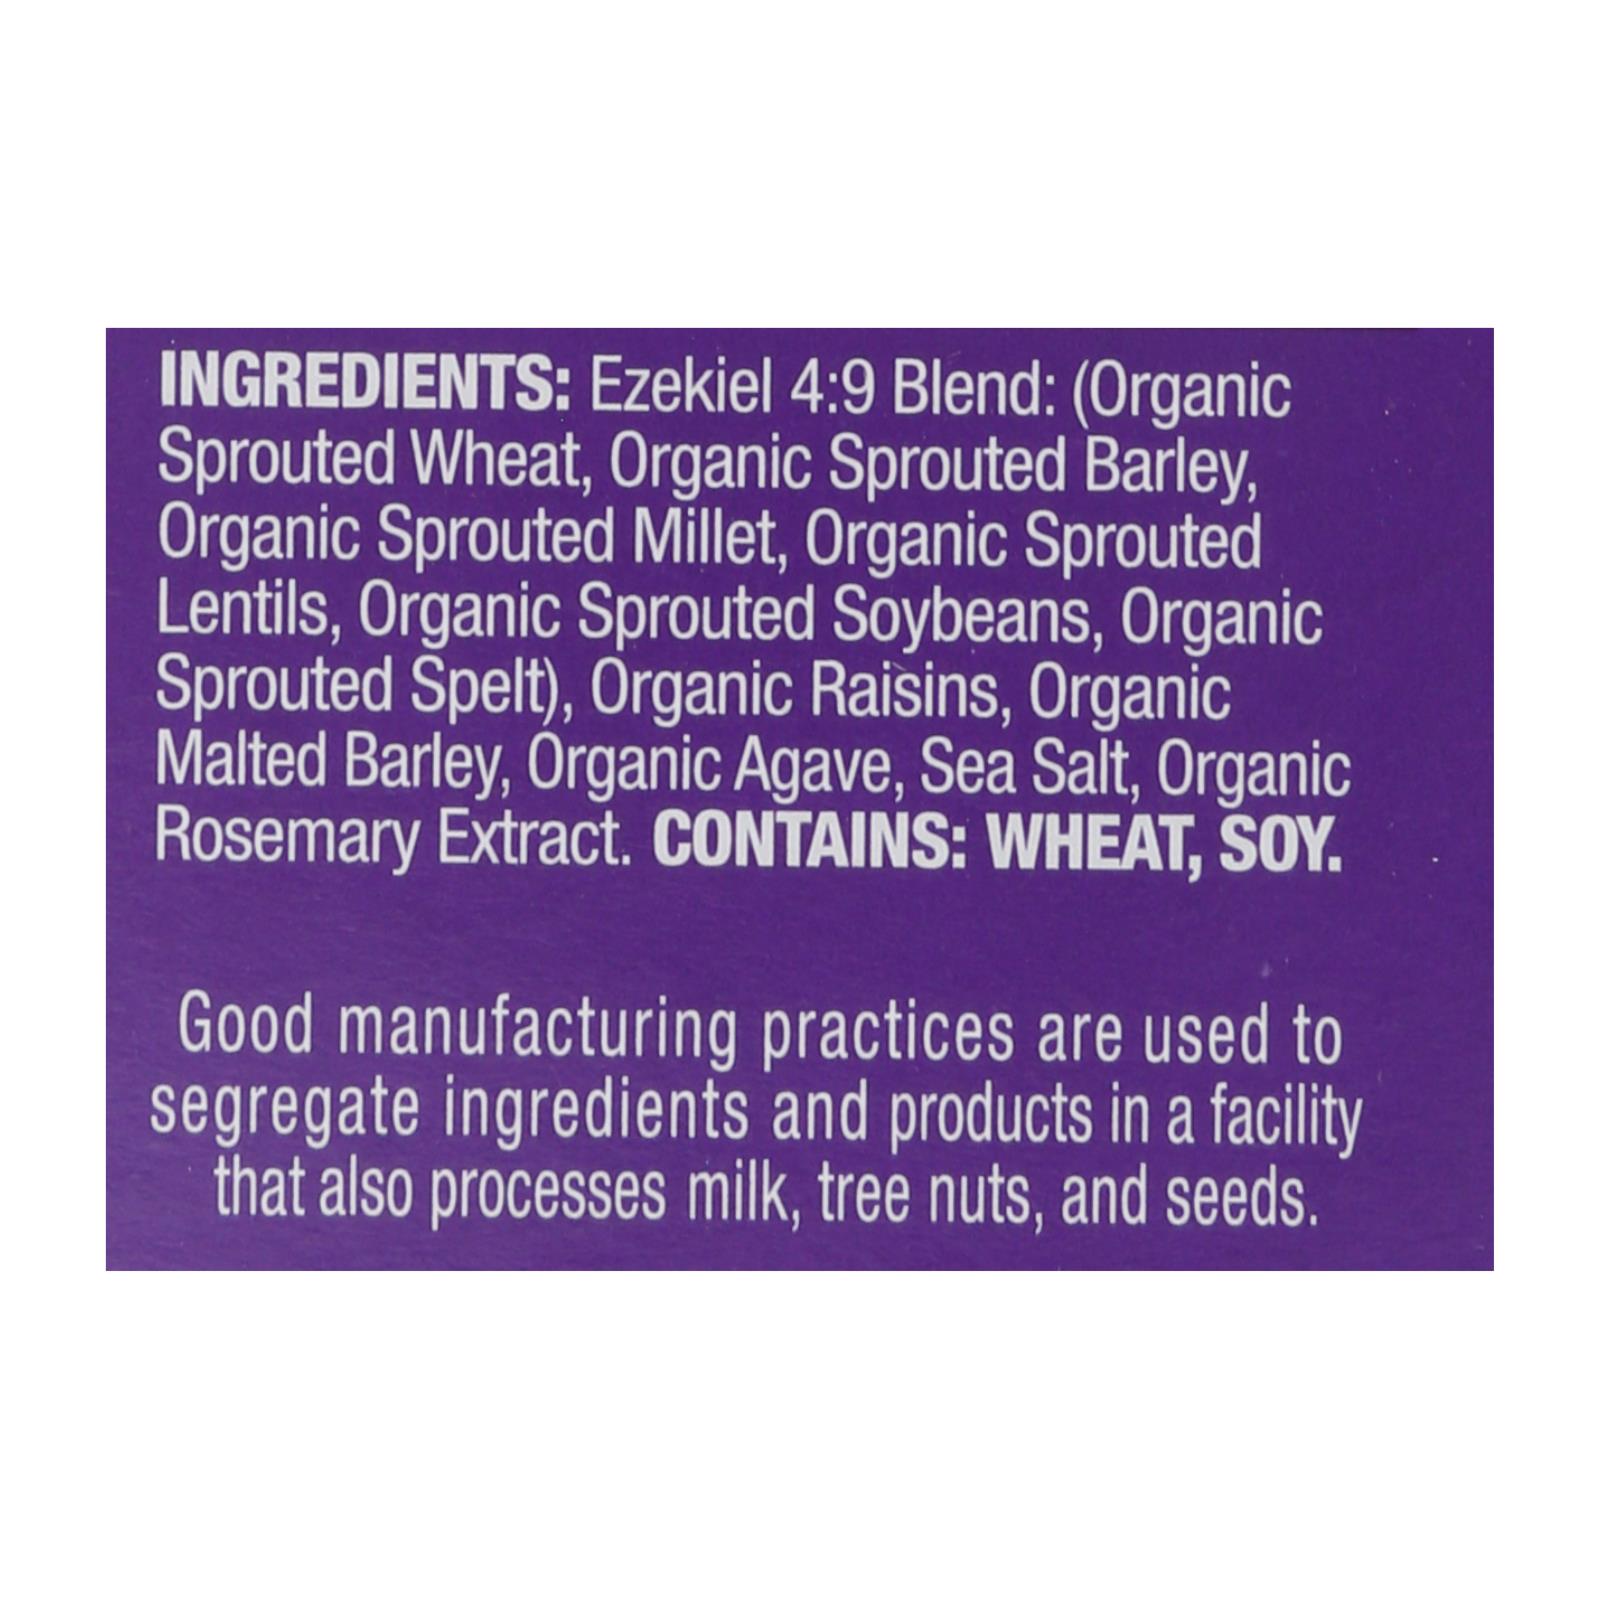 INGREDIENTS: Ezekiel 4:9 Blend: (Organic
Sprouted Wheat, Organic Sprouted Barley,
Organic Sprouted Millet, Organic Sprouted
Lentils, Organic Sprouted Soybeans, Organic
Sprouted Spelt), Organic Raisins, Organic
Malted Barley, Organic Agave, Sea Salt, Organic
Rosemary Extract. CONTAINS: WHEAT, SOY.
Good manufacturing practices are used to
segregate ingredients and products in a facility
that also processes milk, tree nuts, and seeds.